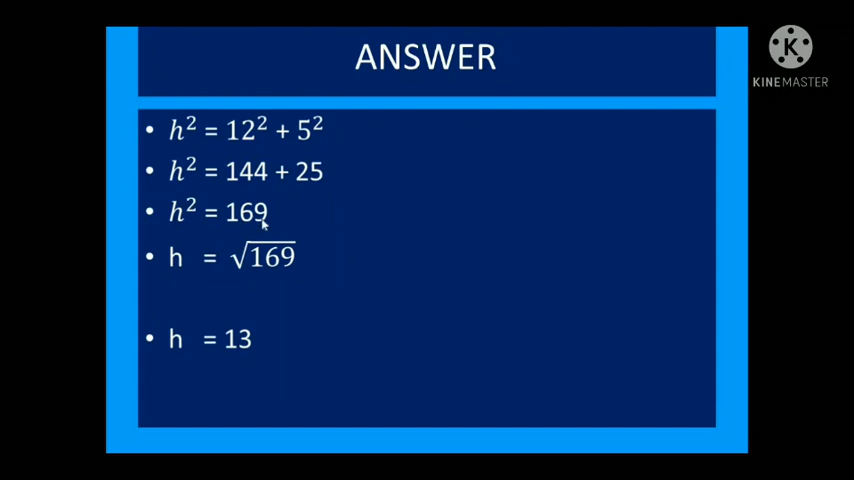 ANSWER
K
KINEMASTER
• h² = 12² + 5²
• h² = 144 + 25
• h² = 169
• h = √169
• h = 13